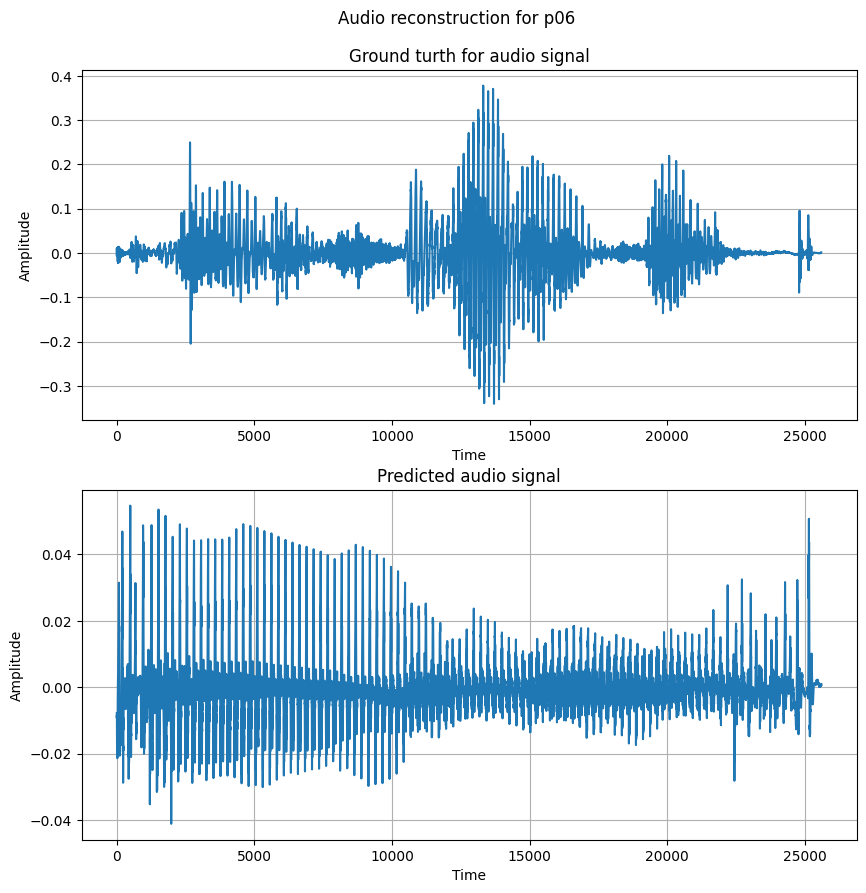 Audio reconstruction for p06
Ground turth for audio signal
0.4
0.3
0.2
0.1
0.0
−0.1
−0.2
−0.3
Amplitude
0 5000 10000 15000 20000 25000
Time
Predicted audio signal
0.04
0.02
0.00
−0.02
−0.04
Amplitude
0 5000 10000 15000 20000 25000
Time